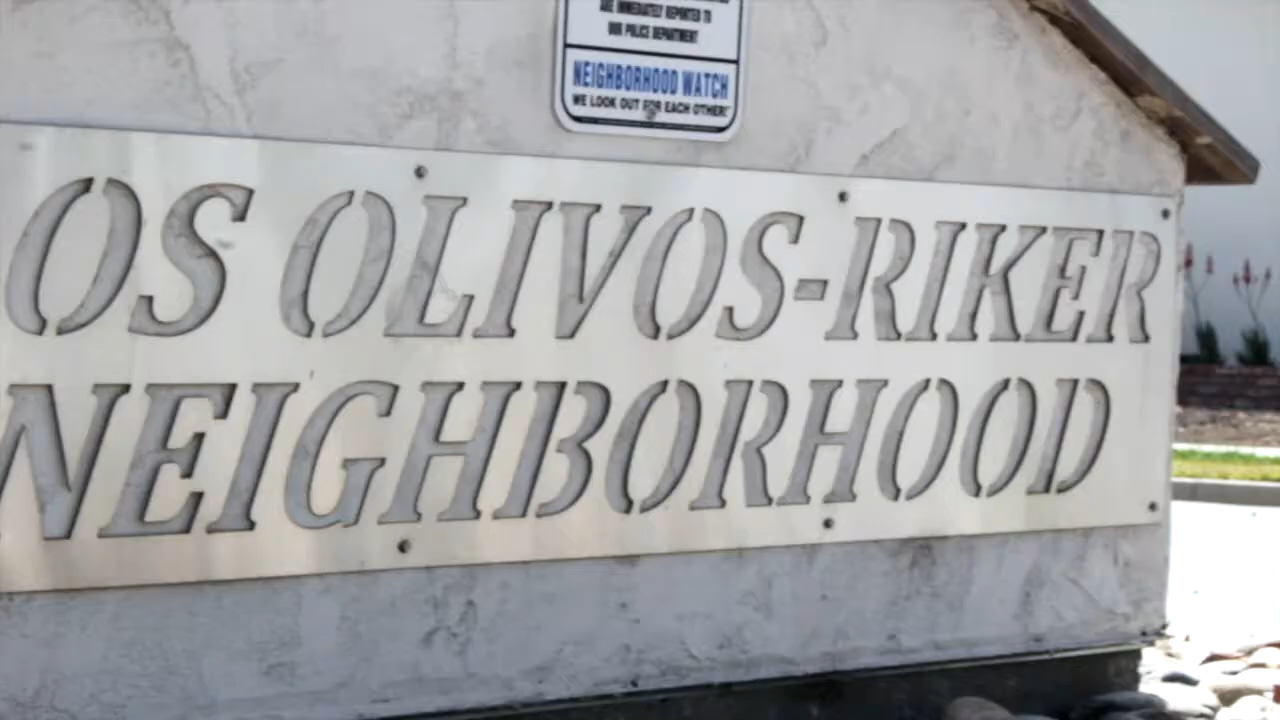 ARE IMMEDIATELY REPORTED TO
OUR POLICE DEPARTMENT
NEIGHBORHOOD WATCH
WE LOOK OUT FOR EACH OTHER!
OS OLIVOS-RIKER
NEIGHBORHOOD